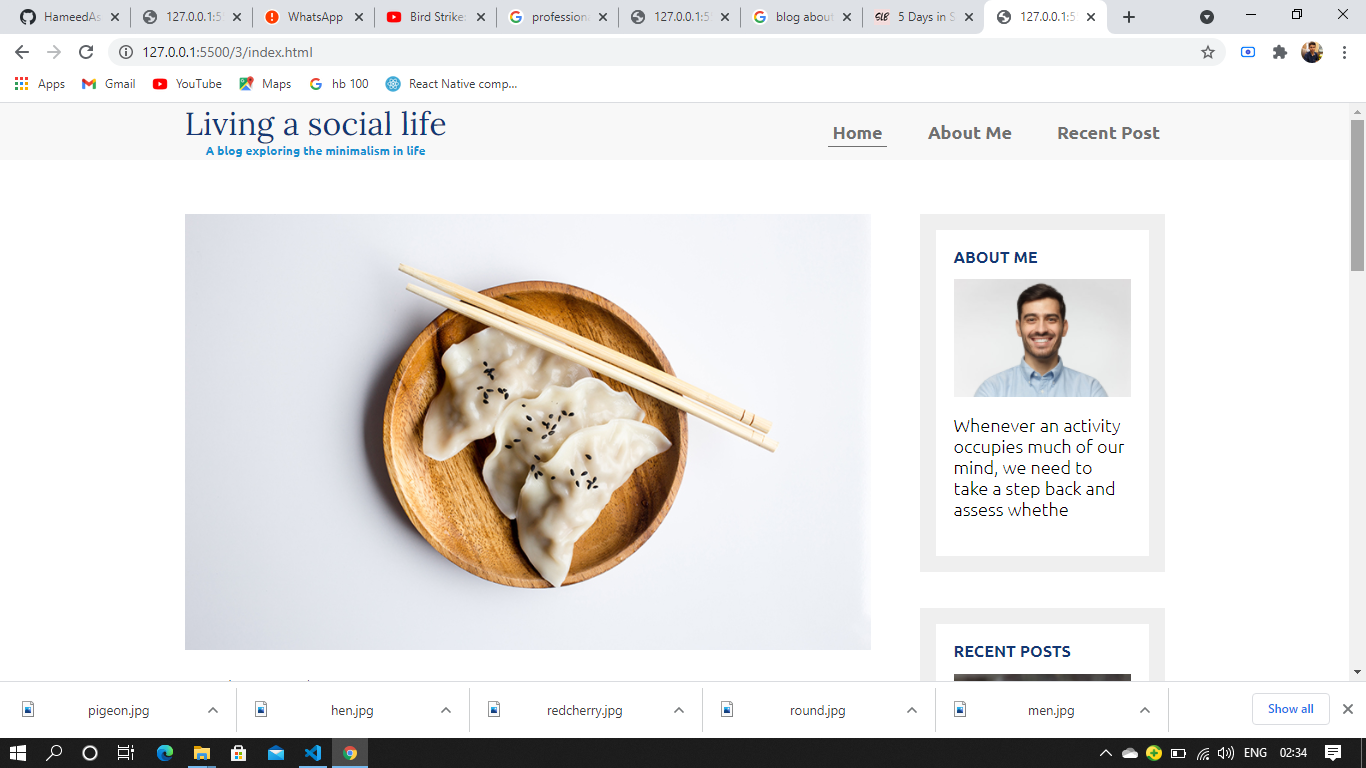 HameedAs
127.0.0.1:5
WhatsApp
Bird Strike:
profession
127.0.0.1:5
blog about
SLB
5 Days in S
127.0.0.1:5
127.0.0.1:5500/3/index.html
Apps
Gmail
YouTube
Maps
hb 100
React Native comp...
Living a social life
A blog exploring the minimalism in life
Home
About Me
Recent Post
ABOUT ME
Whenever an activity
occupies much of our
mind, we need to
take a step back and
assess whethe
RECENT POSTS
pigeon.jpg
hen.jpg
redcherry.jpg
round.jpg
men.jpg
Show all
ENG
02:34